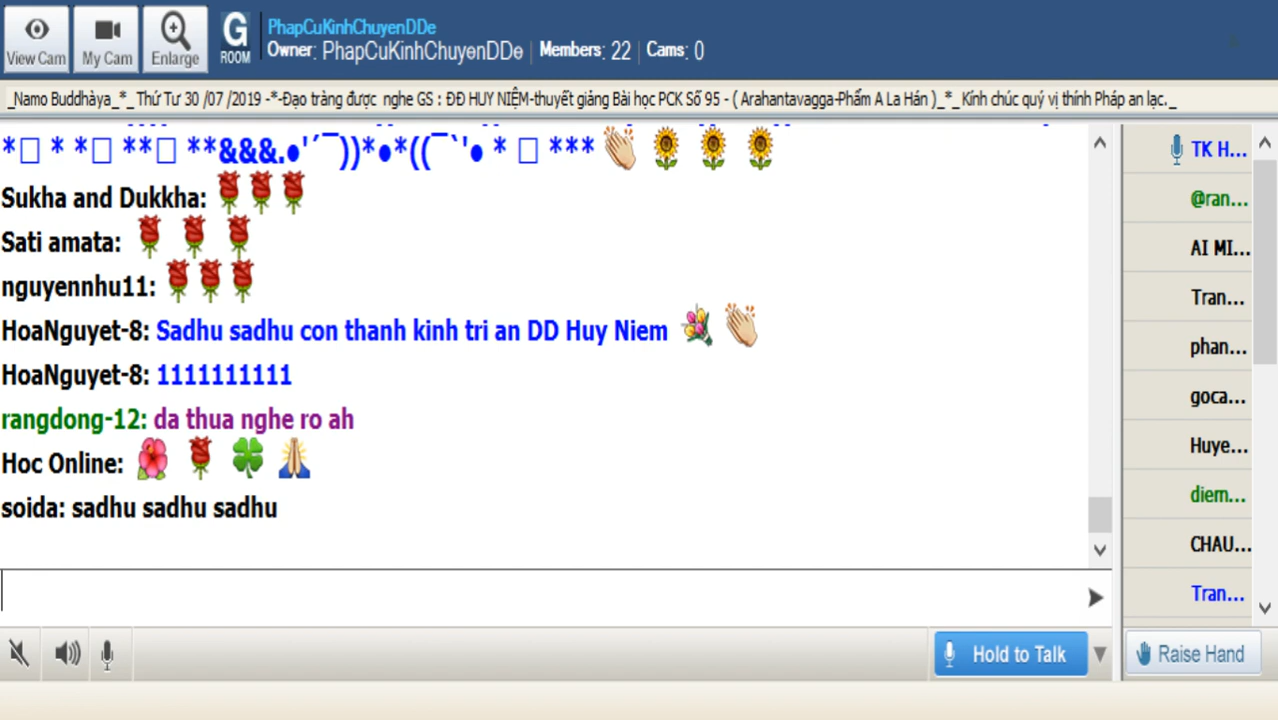 View Cam
My Cam
Enlarge
G
ROOM
PhapCuKinhChuyenDDe
Owner: PhapCuKinhChuyenDDe | Members: 22 | Cams: 0
_Namo Buddhàya_*_ Thứ Tư 30 /07 /2019 -*-Đạo tràng được nghe GS : ĐĐ HUY NIỆM-thuyết giảng Bài học PCK Số 95 - ( Arahantavagga-Phẩm A La Hán )_*_ Kính chúc quý vị thính Pháp an lạc._
*□ * *□ **□ **&&&.●'´¯))*●*((¯`'● * □ ***
Sukha and Dukkha:
Sati amata:
nguyennhu11:
HoaNguyet-8: Sadhu sadhu con thanh kinh tri an DD Huy Niem
HoaNguyet-8: 1111111111
rangdong-12: da thua nghe ro ah
Hoc Online:
soida: sadhu sadhu sadhu
TK H...
@ran...
AI MI...
Tran...
phan...
goca...
Huye...
diem...
CHAU...
Tran...
Hold to Talk
Raise Hand